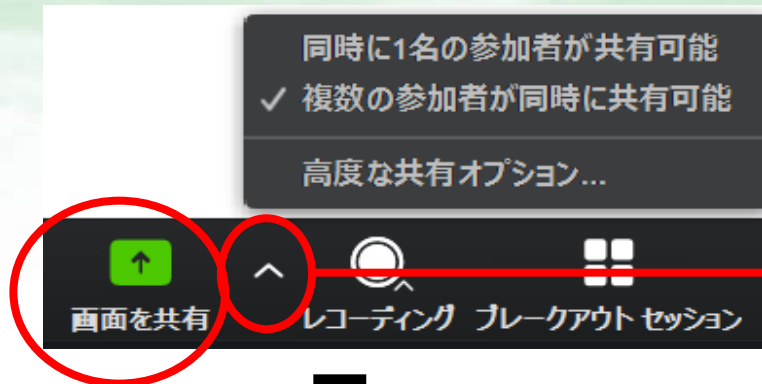 同時に1名の参加者が共有可能
✓ 複数の参加者が同時に共有可能
高度な共有オプション...
画面を共有
レコーディング
ブレークアウト セッション